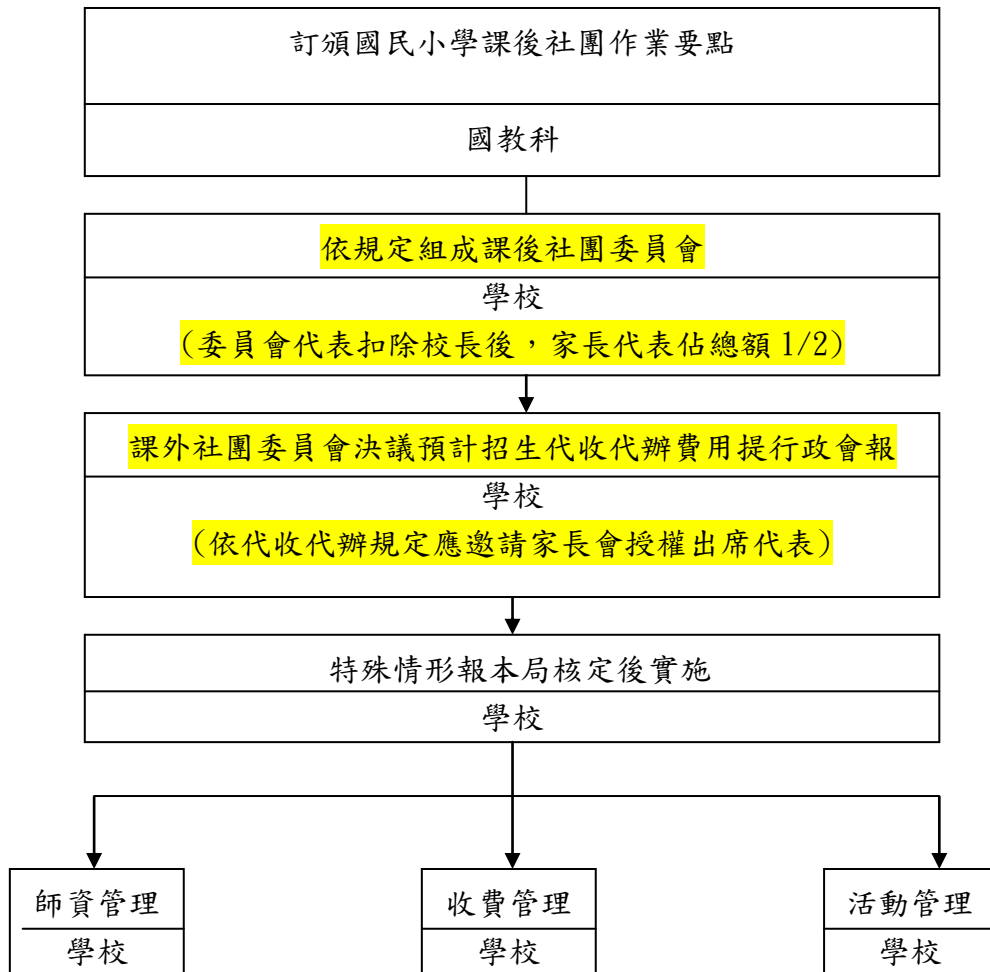 訂頒國民小學課後社團作業要點
國教科
依規定組成課後社團委員會
學校
(委員會代表扣除校長後，家長代表佔總額 1/2)
課外社團委員會決議預計招生代收代辦費用提行政會報
學校
(依代收代辦規定應邀請家長會授權出席代表)
特殊情形報本局核定後實施
學校
師資管理
學校
收費管理
學校
活動管理
學校